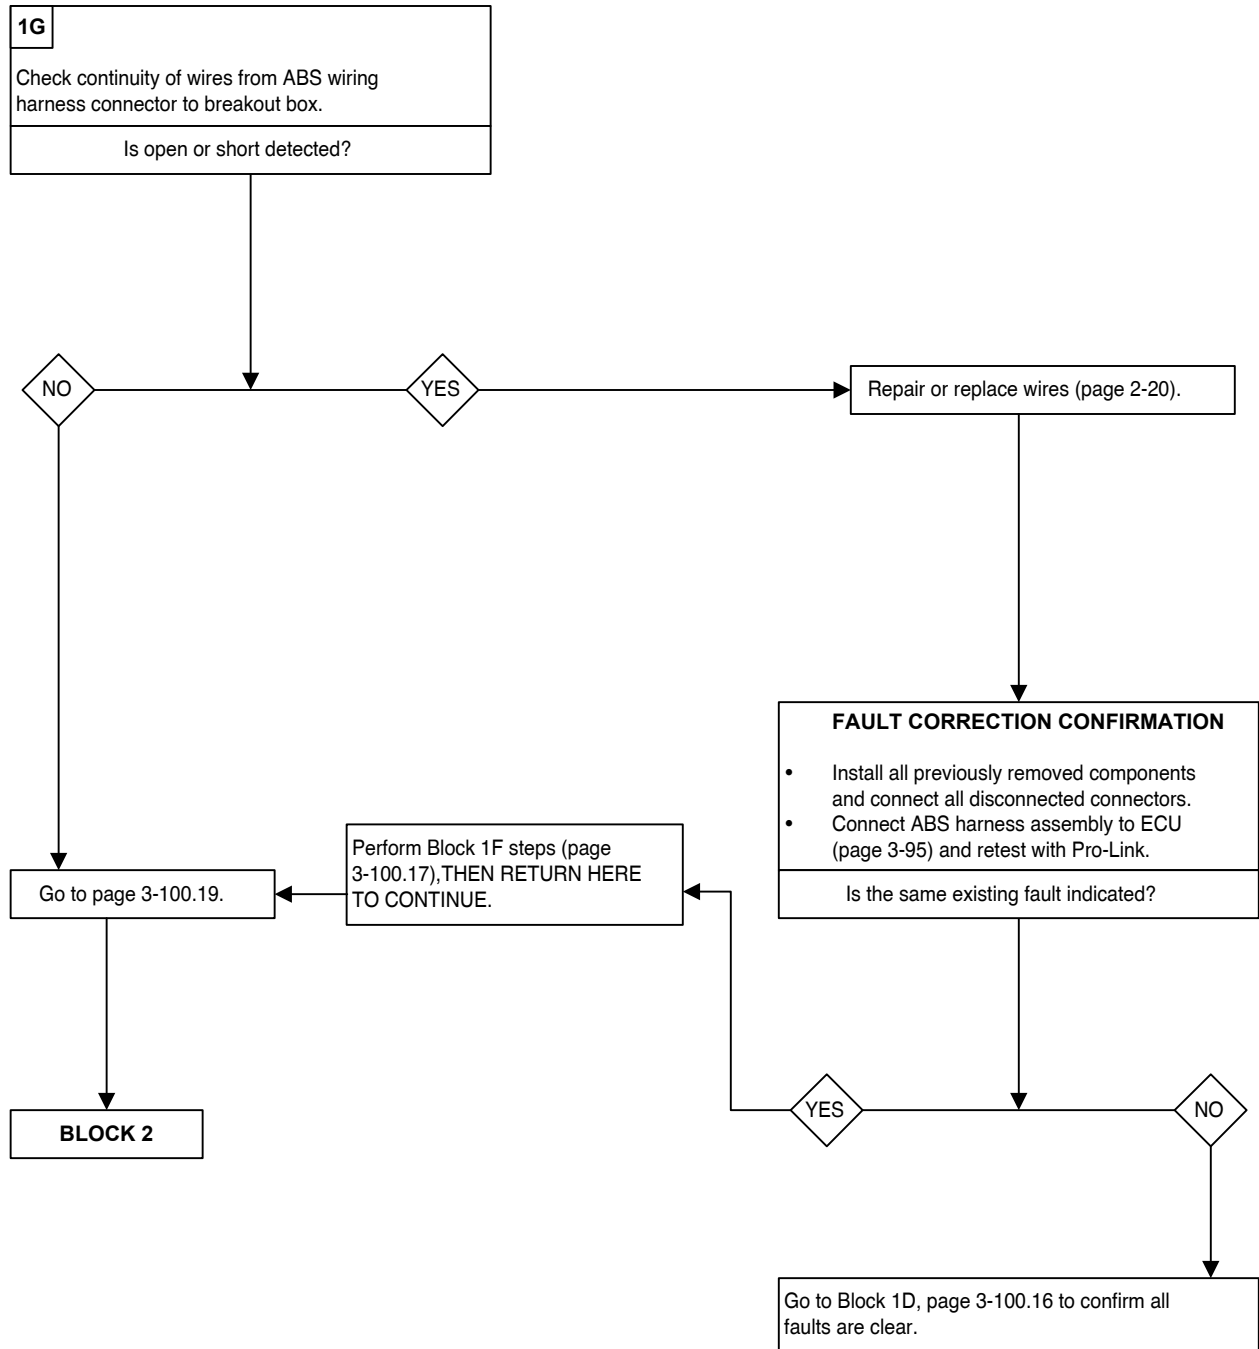 1G
Check continuity of wires from ABS wiring
harness connector to breakout box.
Is open or short detected?
NO
YES
Repair or replace wires (page 2-20).
FAULT CORRECTION CONFIRMATION
• Install all previously removed components
and connect all disconnected connectors.
• Connect ABS harness assembly to ECU
(page 3-95) and retest with Pro-Link.
Is the same existing fault indicated?
Perform Block 1F steps (page
3-100.17),THEN RETURN HERE
TO CONTINUE.
Go to page 3-100.19.
BLOCK 2
YES
NO
Go to Block 1D, page 3-100.16 to confirm all
faults are clear.